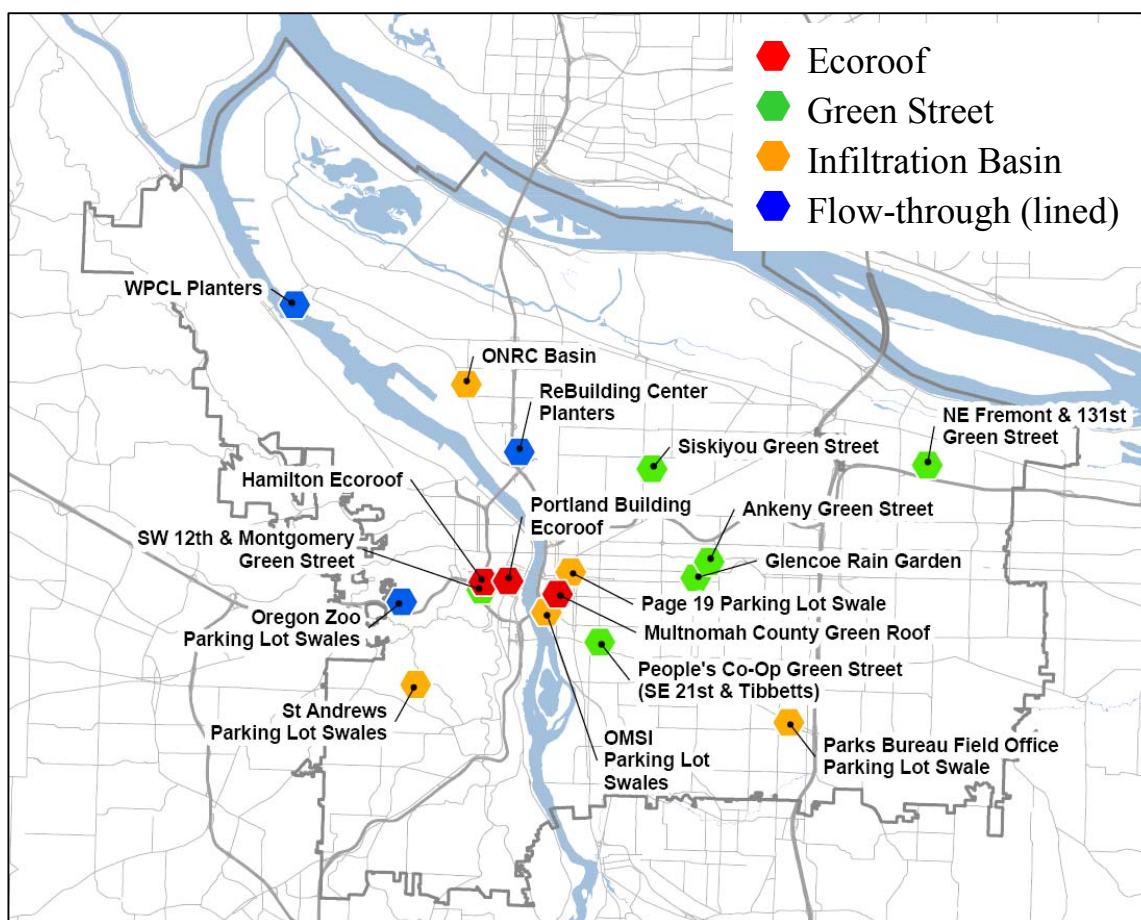 Ecoroof
Green Street
Infiltration Basin
Flow-through (lined)
WPCL Planters
ONRC Basin
ReBuilding Center
Planters
NE Fremont & 131st
Green Street
Siskiyou Green Street
Hamilton Ecoroof
Portland Building
Ecoroof
Ankeny Green Street
SW 12th & Montgomery
Green Street
Glencoe Rain Garden
Page 19 Parking Lot Swale
Oregon Zoo
Parking Lot Swales
Multnomah County Green Roof
People's Co-Op Green Street
(SE 21st & Tibbetts)
St Andrews
Parking Lot Swales
OMSI
Parking Lot
Swales
Parks Bureau Field Office
Parking Lot Swale